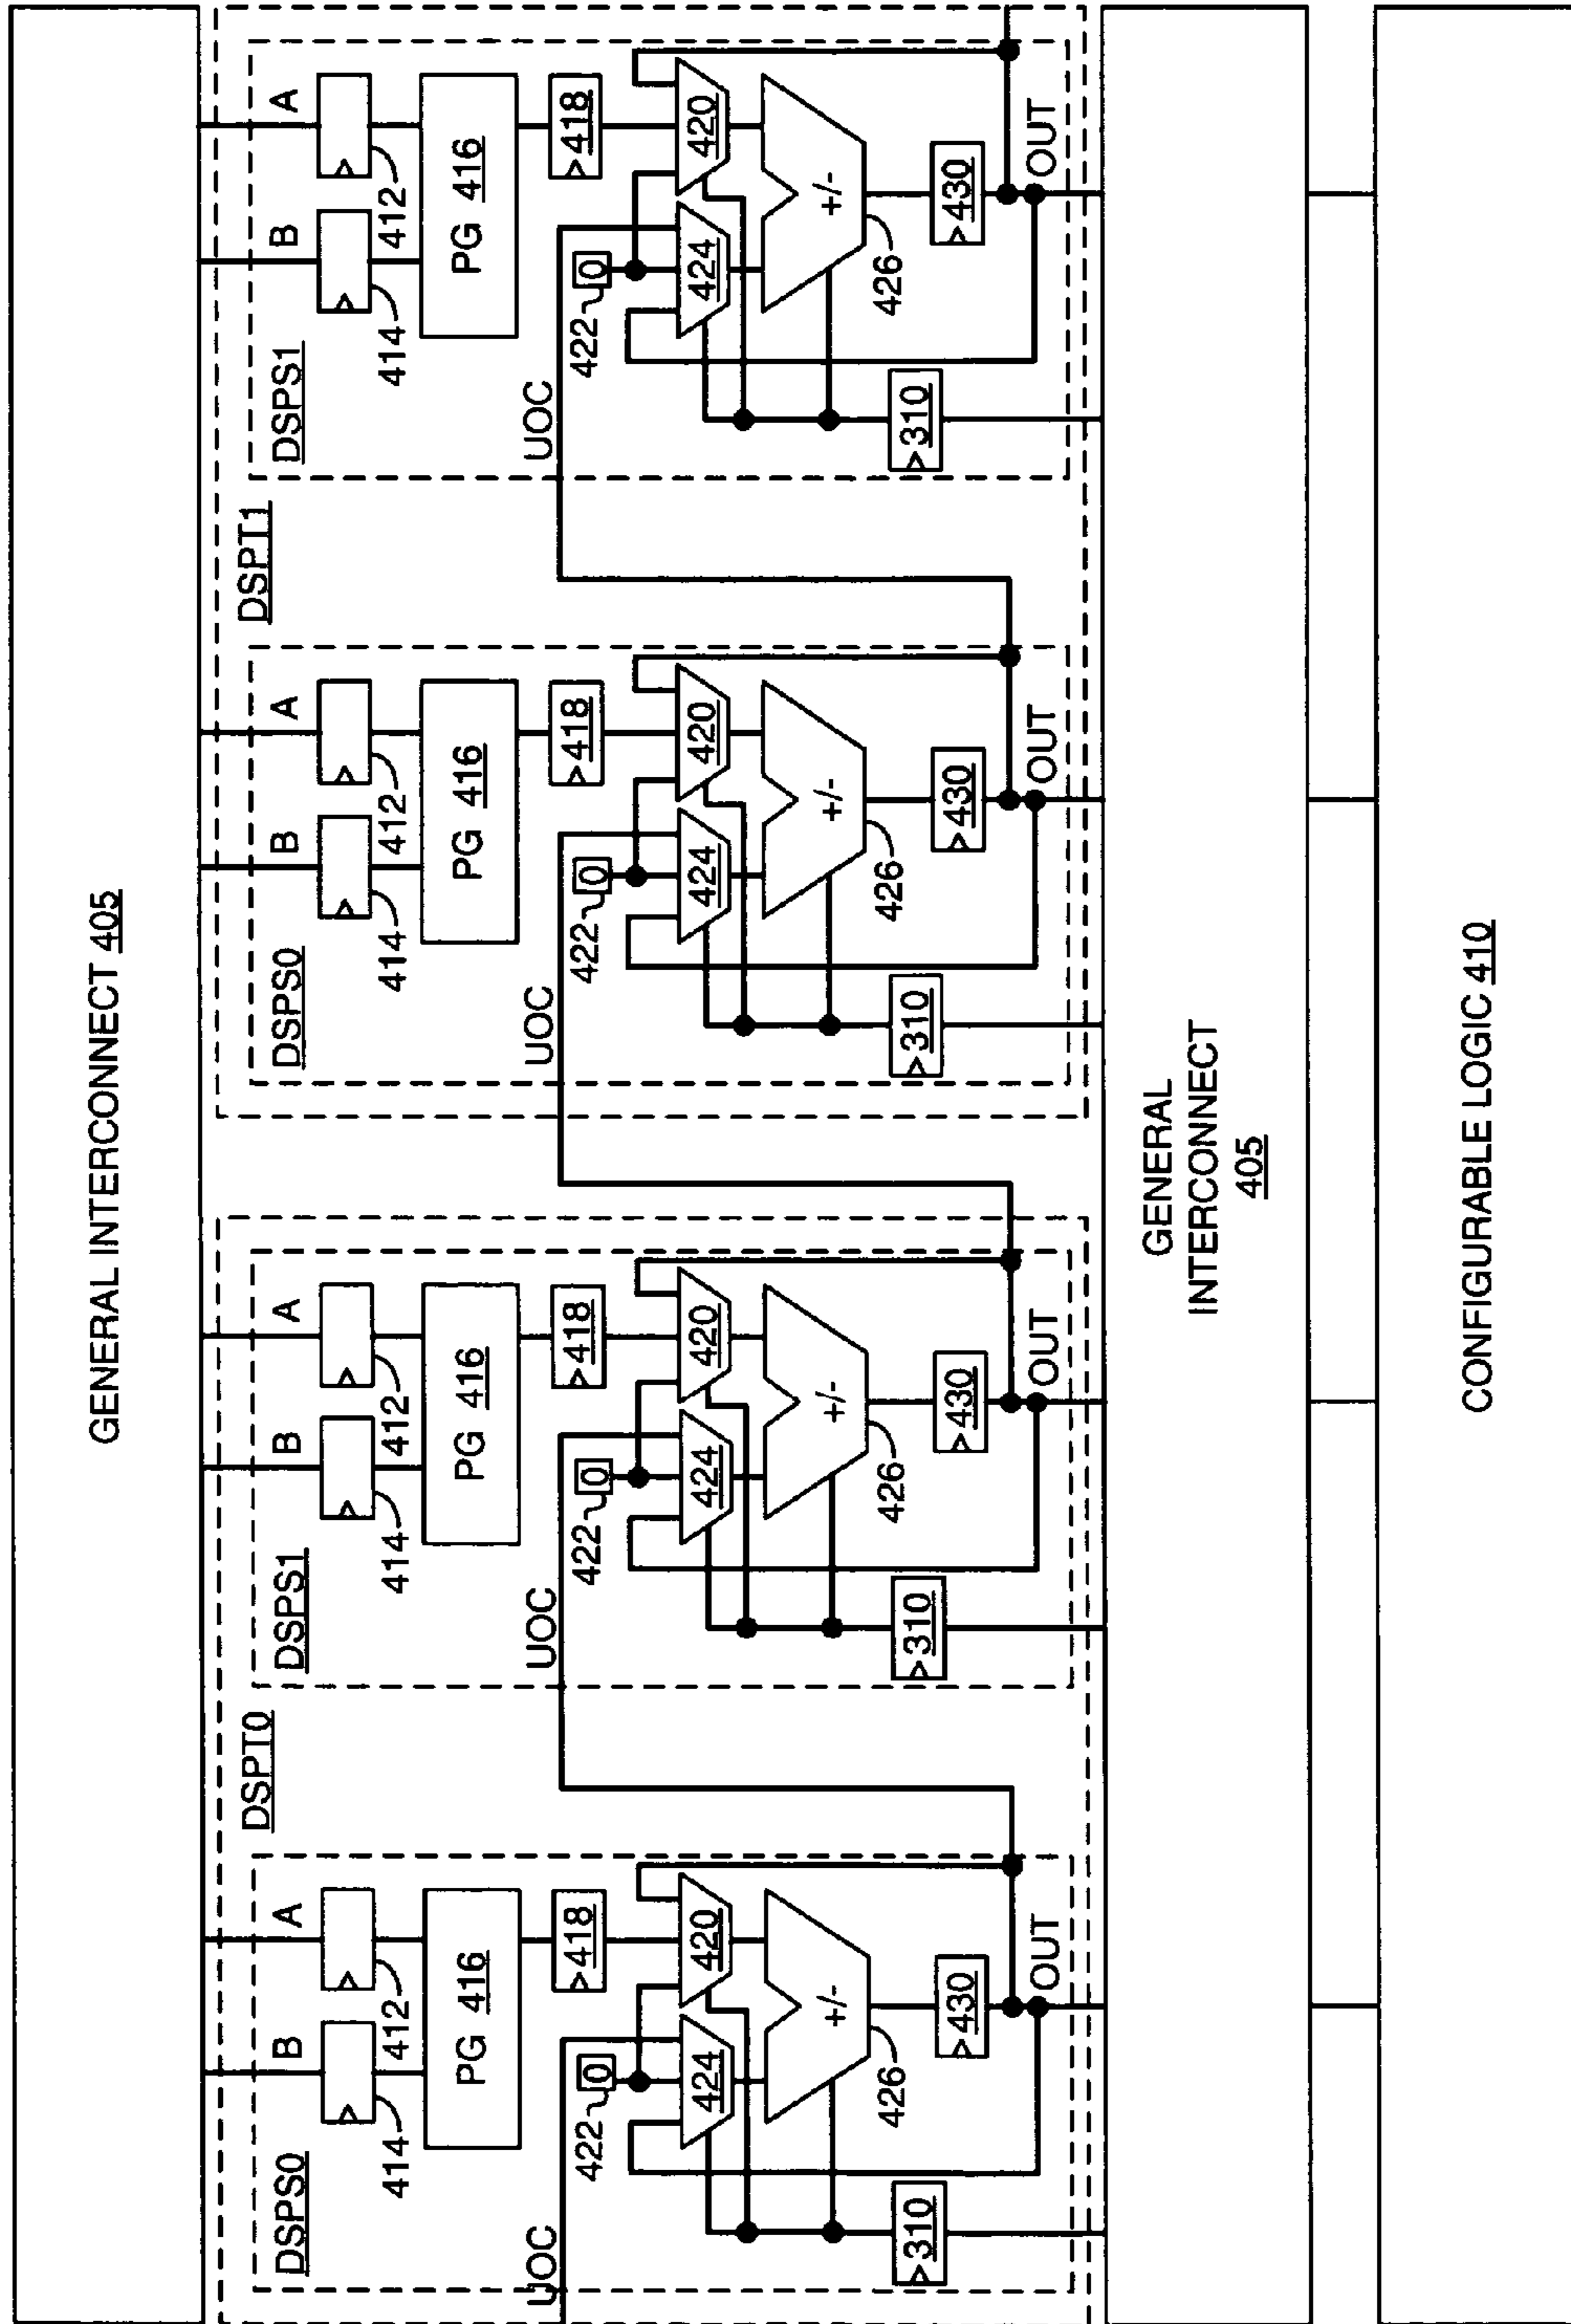 GENERAL INTERCONNECT 405
DSPT0
DSPS0
B
A
414
412
PG 416
>418
UOC
422
0
424
420
+/-
426
>310
>430
OUT
DSPS1
B
A
414
412
PG 416
>418
UOC
422
0
424
420
+/-
426
>310
>430
OUT
DSPT1
DSPS0
B
A
414
412
PG 416
>418
UOC
422
0
424
420
+/-
426
>310
>430
OUT
DSPS1
B
A
414
412
PG 416
>418
UOC
422
0
424
420
+/-
426
>310
>430
OUT
GENERAL
INTERCONNECT
405
CONFIGURABLE LOGIC 410